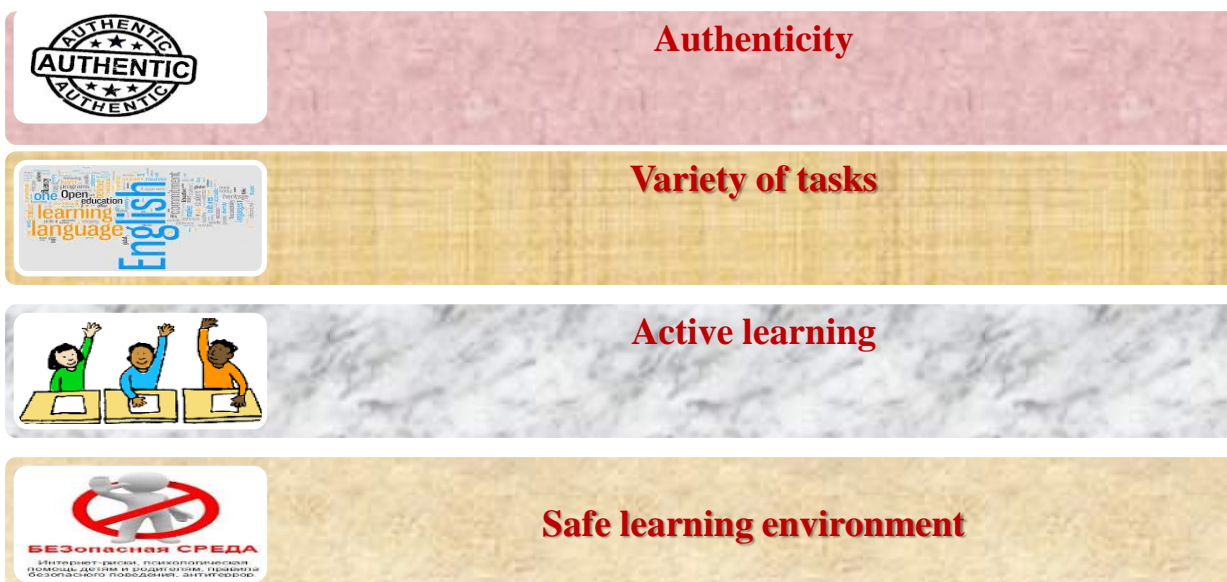 AUTHENTIC
AUTHENTIC
AUTHENTIC
Authenticity
one Open
education
learning
language
English
commitment
Variety of tasks
Active learning
БЕЗопасная СРЕДА
Интернет-риски, психологическая
помощь детям и родителям, правила
безопасного поведения, антитеррор
Safe learning environment